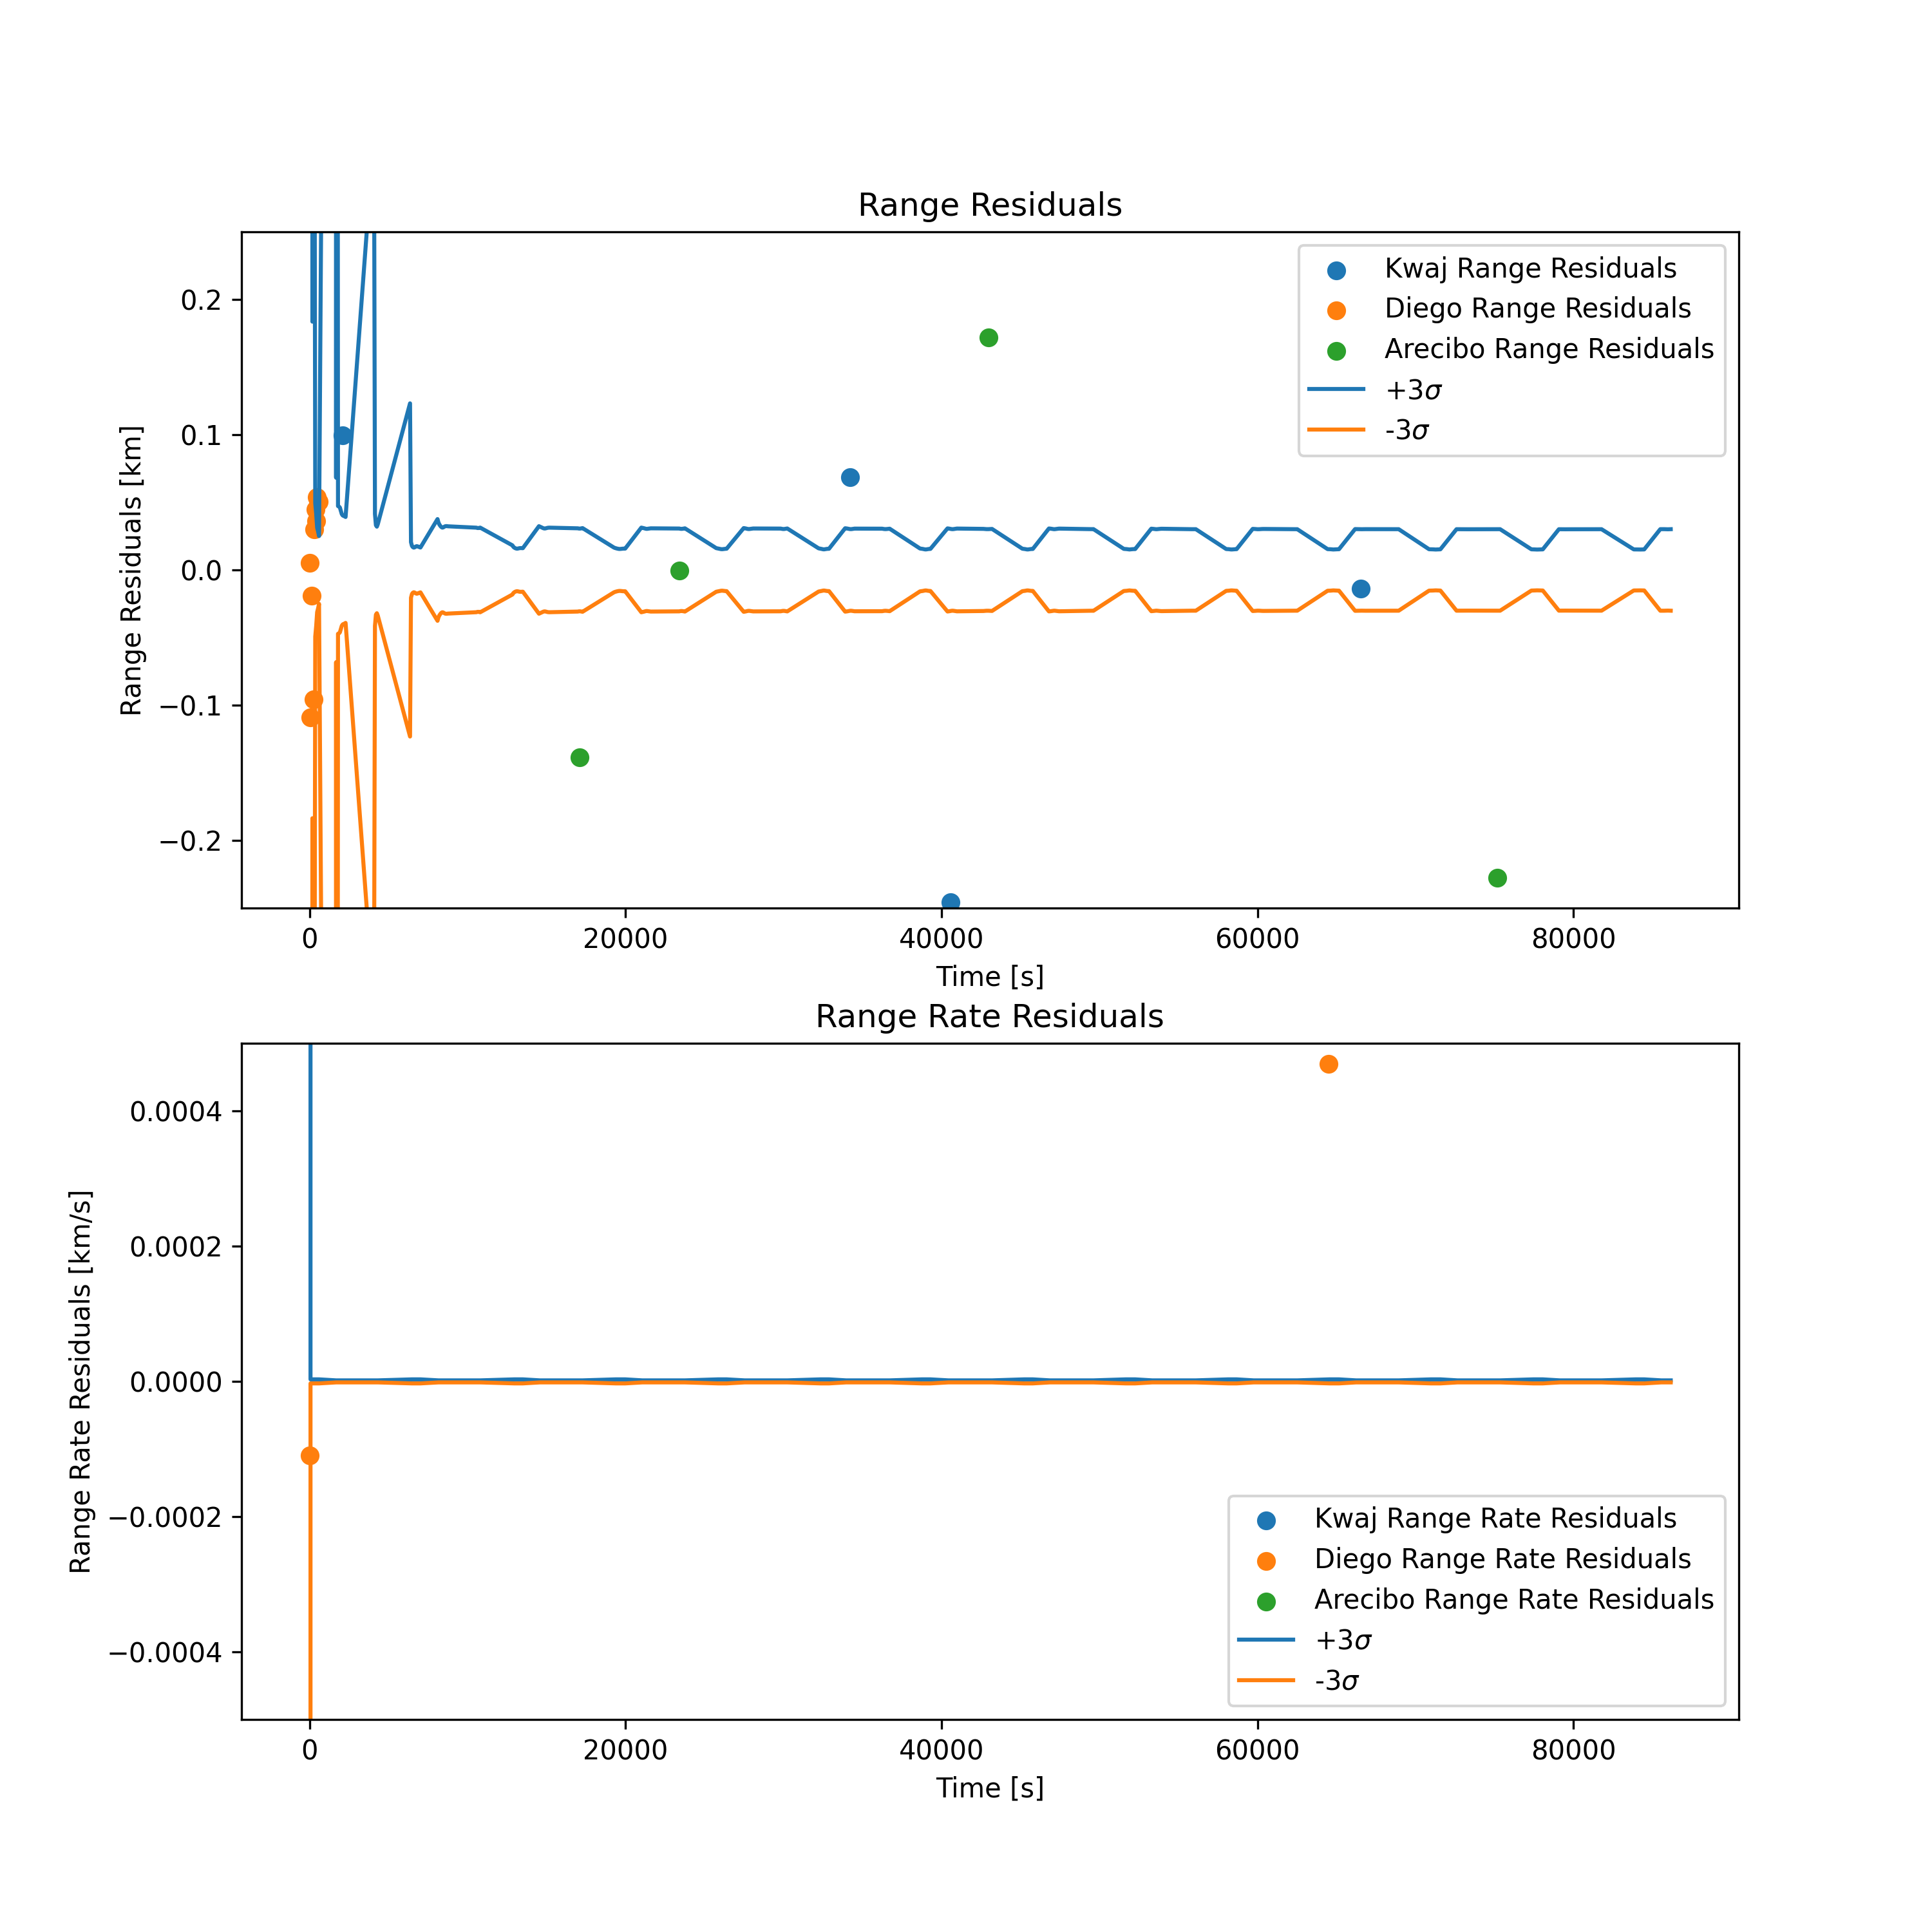 Range Residuals
Range Residuals [km]
0.2
0.1
0.0
−0.1
−0.2
Kwaj Range Residuals
Diego Range Residuals
Arecibo Range Residuals
+3σ
-3σ
0 20000 40000 60000 80000
Time [s]
Range Rate Residuals
Range Rate Residuals [km/s]
0.0004
0.0002
0.0000
−0.0002
−0.0004
Kwaj Range Rate Residuals
Diego Range Rate Residuals
Arecibo Range Rate Residuals
+3σ
-3σ
0 20000 40000 60000 80000
Time [s]